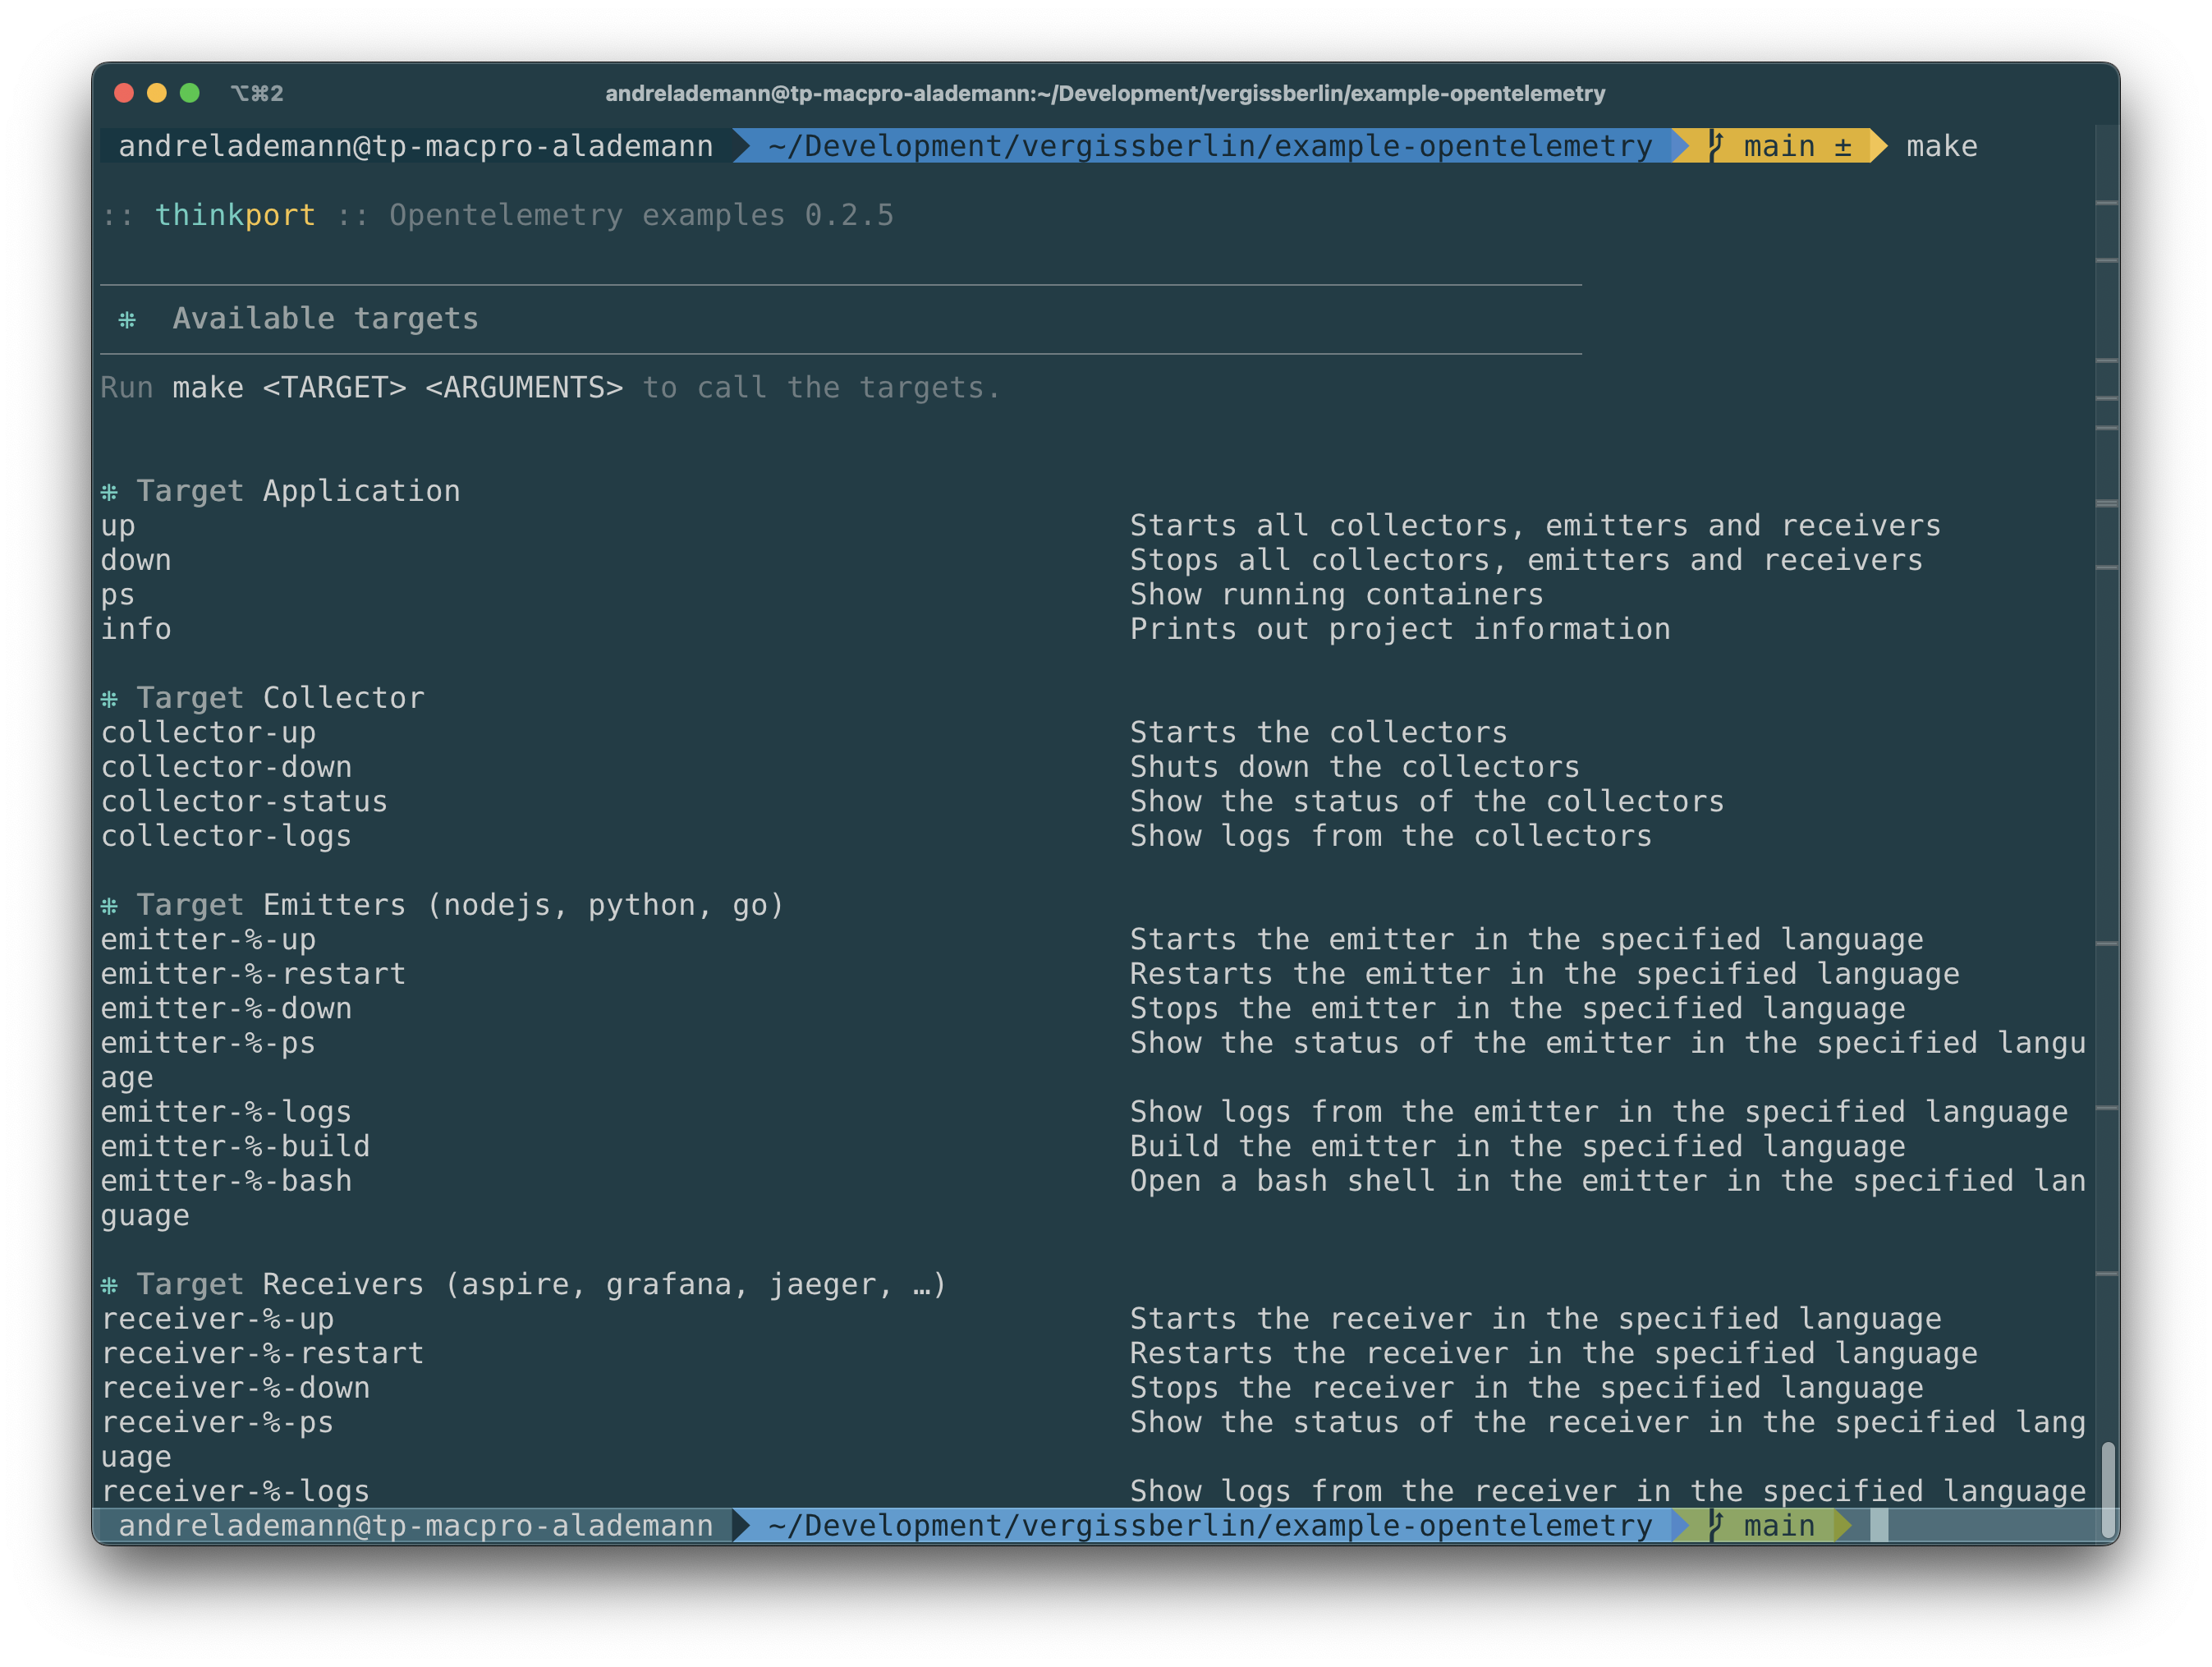 ⌥⌘2 andrelademann@tp-macpro-alademann:~/Development/vergissberlin/example-opentelemetry
andrelademann@tp-macpro-alademann ~/Development/vergissberlin/example-opentelemetry main ± make
:: thinkport :: Opentelemetry examples 0.2.5
Available targets
Run make <TARGET> <ARGUMENTS> to call the targets.
Target Application
up Starts all collectors, emitters and receivers
down Stops all collectors, emitters and receivers
ps Show running containers
info Prints out project information
Target Collector
collector-up Starts the collectors
collector-down Shuts down the collectors
collector-status Show the status of the collectors
collector-logs Show logs from the collectors
Target Emitters (nodejs, python, go)
emitter-%-up Starts the emitter in the specified language
emitter-%-restart Restarts the emitter in the specified language
emitter-%-down Stops the emitter in the specified language
emitter-%-ps Show the status of the emitter in the specified langu
age
emitter-%-logs Show logs from the emitter in the specified language
emitter-%-build Build the emitter in the specified language
emitter-%-bash Open a bash shell in the emitter in the specified lan
guage
Target Receivers (aspire, grafana, jaeger, …)
receiver-%-up Starts the receiver in the specified language
receiver-%-restart Restarts the receiver in the specified language
receiver-%-down Stops the receiver in the specified language
receiver-%-ps Show the status of the receiver in the specified lang
uage
receiver-%-logs Show logs from the receiver in the specified language
andrelademann@tp-macpro-alademann ~/Development/vergissberlin/example-opentelemetry main